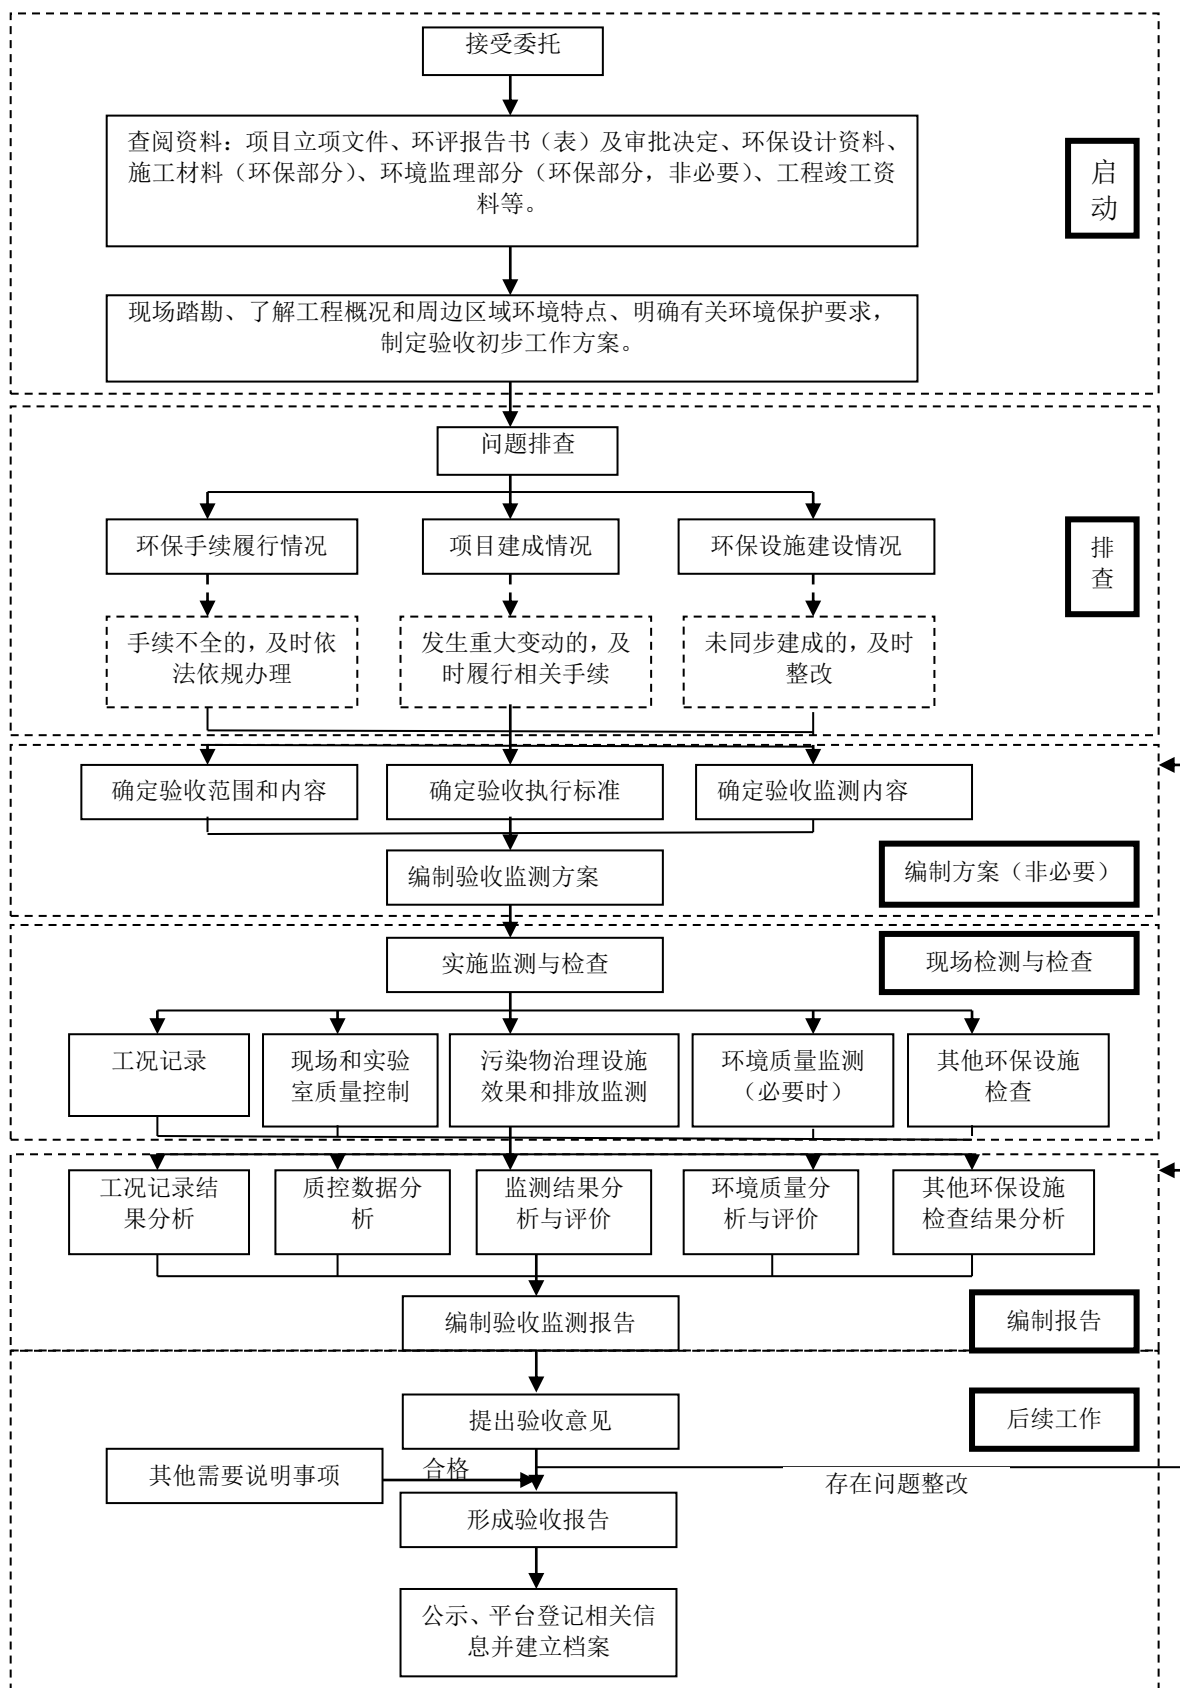 接受委托
查阅资料：项目立项文件、环评报告书（表）及审批决定、环保设计资料、
施工材料（环保部分）、环境监理部分（环保部分，非必要）、工程竣工资
料等。
启
动
现场踏勘、了解工程概况和周边区域环境特点、明确有关环境保护要求，
制定验收初步工作方案。
问题排查
环保手续履行情况
项目建成情况
环保设施建设情况
排
查
手续不全的，及时依
法依规办理
发生重大变动的，及
时履行相关手续
未同步建成的，及时
整改
确定验收范围和内容
确定验收执行标准
确定验收监测内容
编制验收监测方案
编制方案（非必要）
实施监测与检查
现场检测与检查
工况记录
现场和实验
室质量控制
污染物治理设施
效果和排放监测
环境质量监测
（必要时）
其他环保设施
检查
工况记录结
果分析
质控数据分
析
监测结果分
析与评价
环境质量分
析与评价
其他环保设施
检查结果分析
编制验收监测报告
编制报告
提出验收意见
后续工作
其他需要说明事项
合格
存在问题整改
形成验收报告
公示、平台登记相关信
息并建立档案